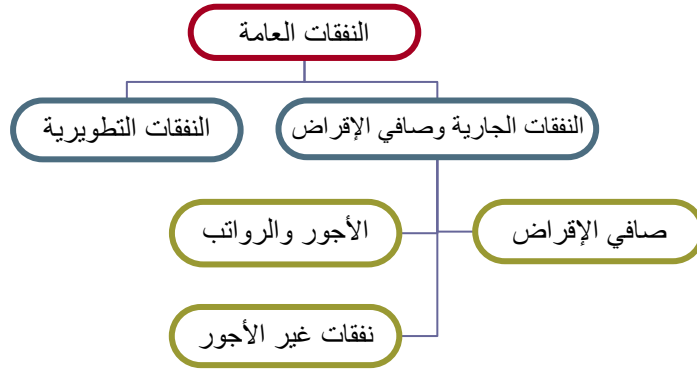 النفقات العامة
النفقات الجارية وصافي الإقراض
النفقات التطويرية
صافي الإقراض
الأجور والرواتب
نفقات غير الأجور